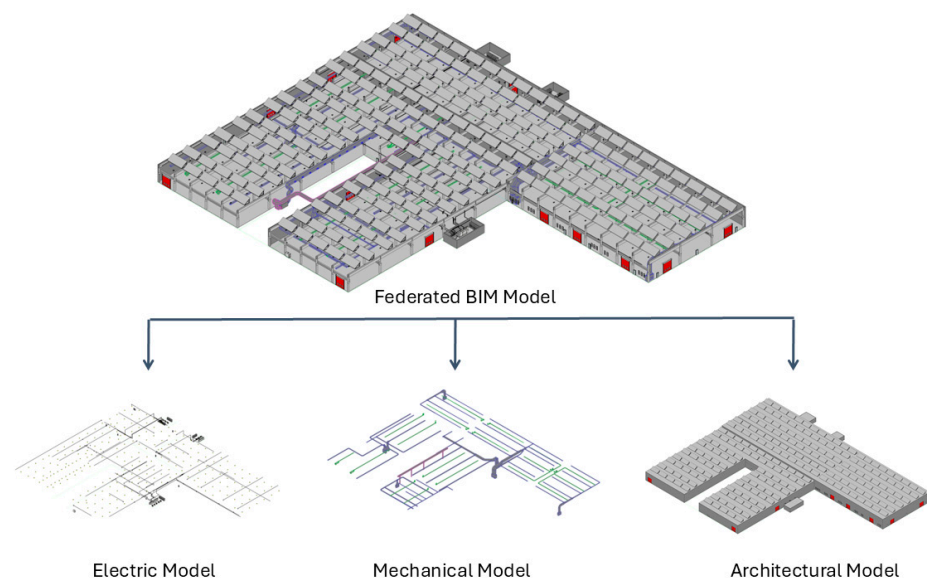 Federated BIM Model
Electric Model
Mechanical Model
Architectural Model